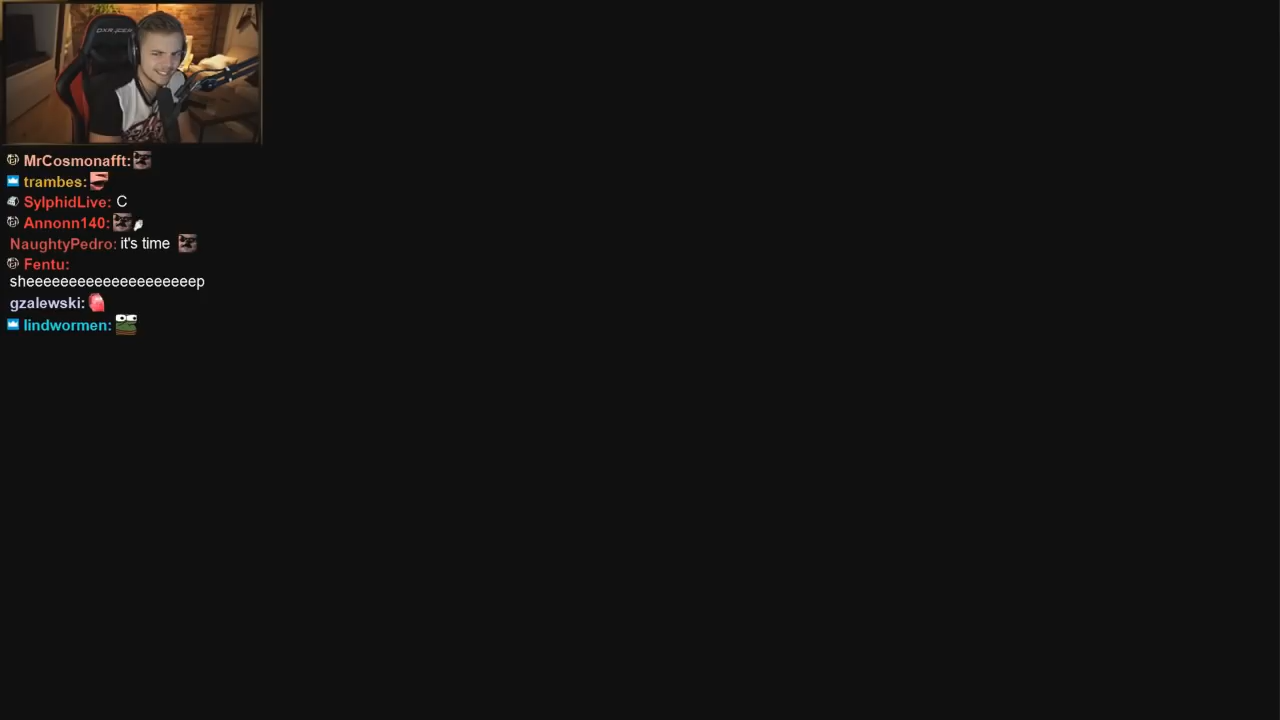 MrCosmonafft:
trambes:
SylphidLive: C
Annonn140:
NaughtyPedro: it's time
Fentu:
sheeeeeeeeeeeeeeeeeeeep
gzalewski:
lindwormen: